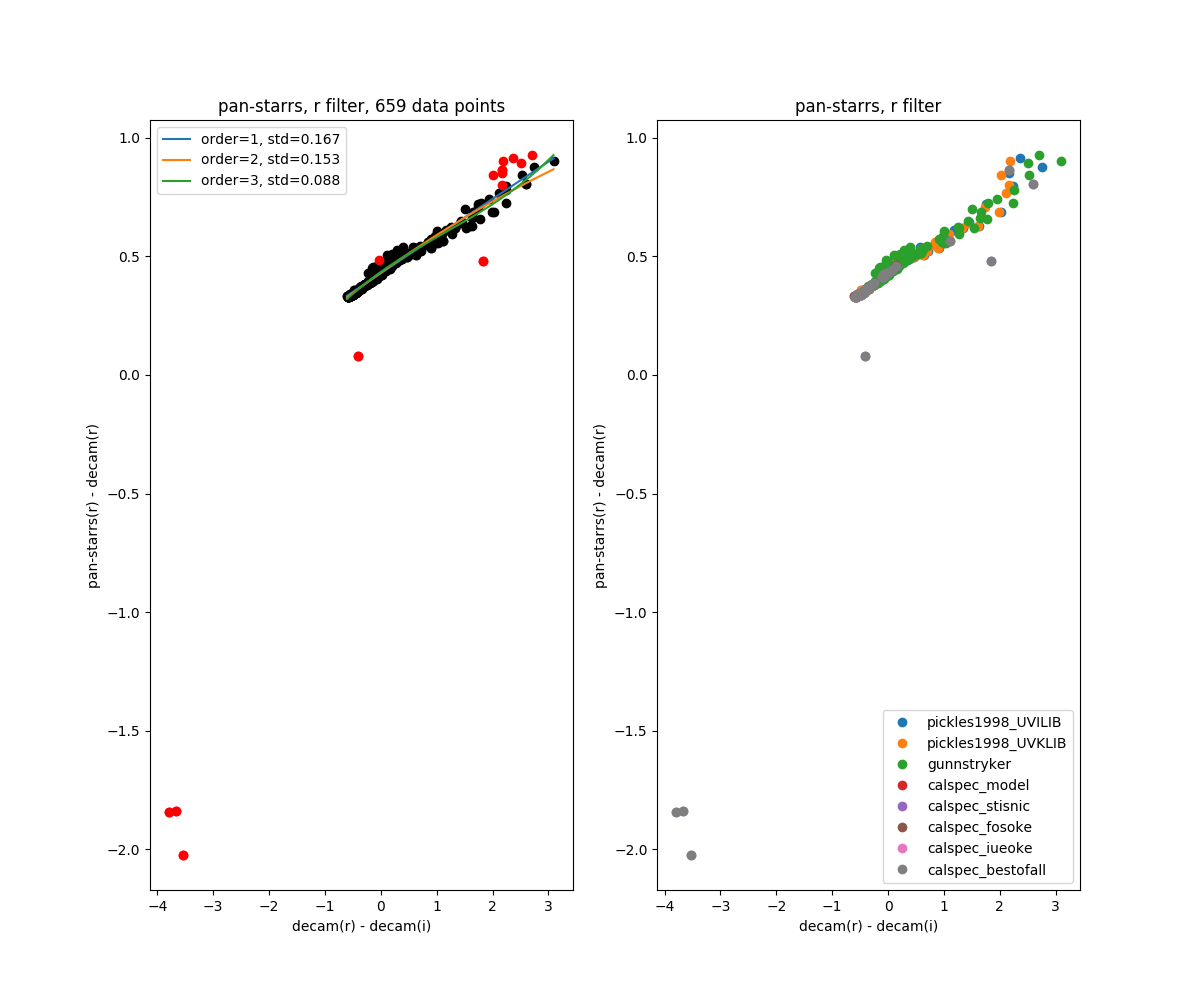 pan-starrs, r filter, 659 data points
order=1, std=0.167
order=2, std=0.153
order=3, std=0.088
1.0
0.5
0.0
−0.5
−1.0
−1.5
−2.0
pan-starrs(r) - decam(r)
−4 −3 −2 −1 0 1 2 3
decam(r) - decam(i)
pan-starrs, r filter
1.0
0.5
0.0
−0.5
−1.0
−1.5
−2.0
pan-starrs(r) - decam(r)
pickles1998_UVILIB
pickles1998_UVKLIB
gunnstryker
calspec_model
calspec_stisnic
calspec_fosoke
calspec_iueoke
calspec_bestofall
−4 −3 −2 −1 0 1 2 3
decam(r) - decam(i)